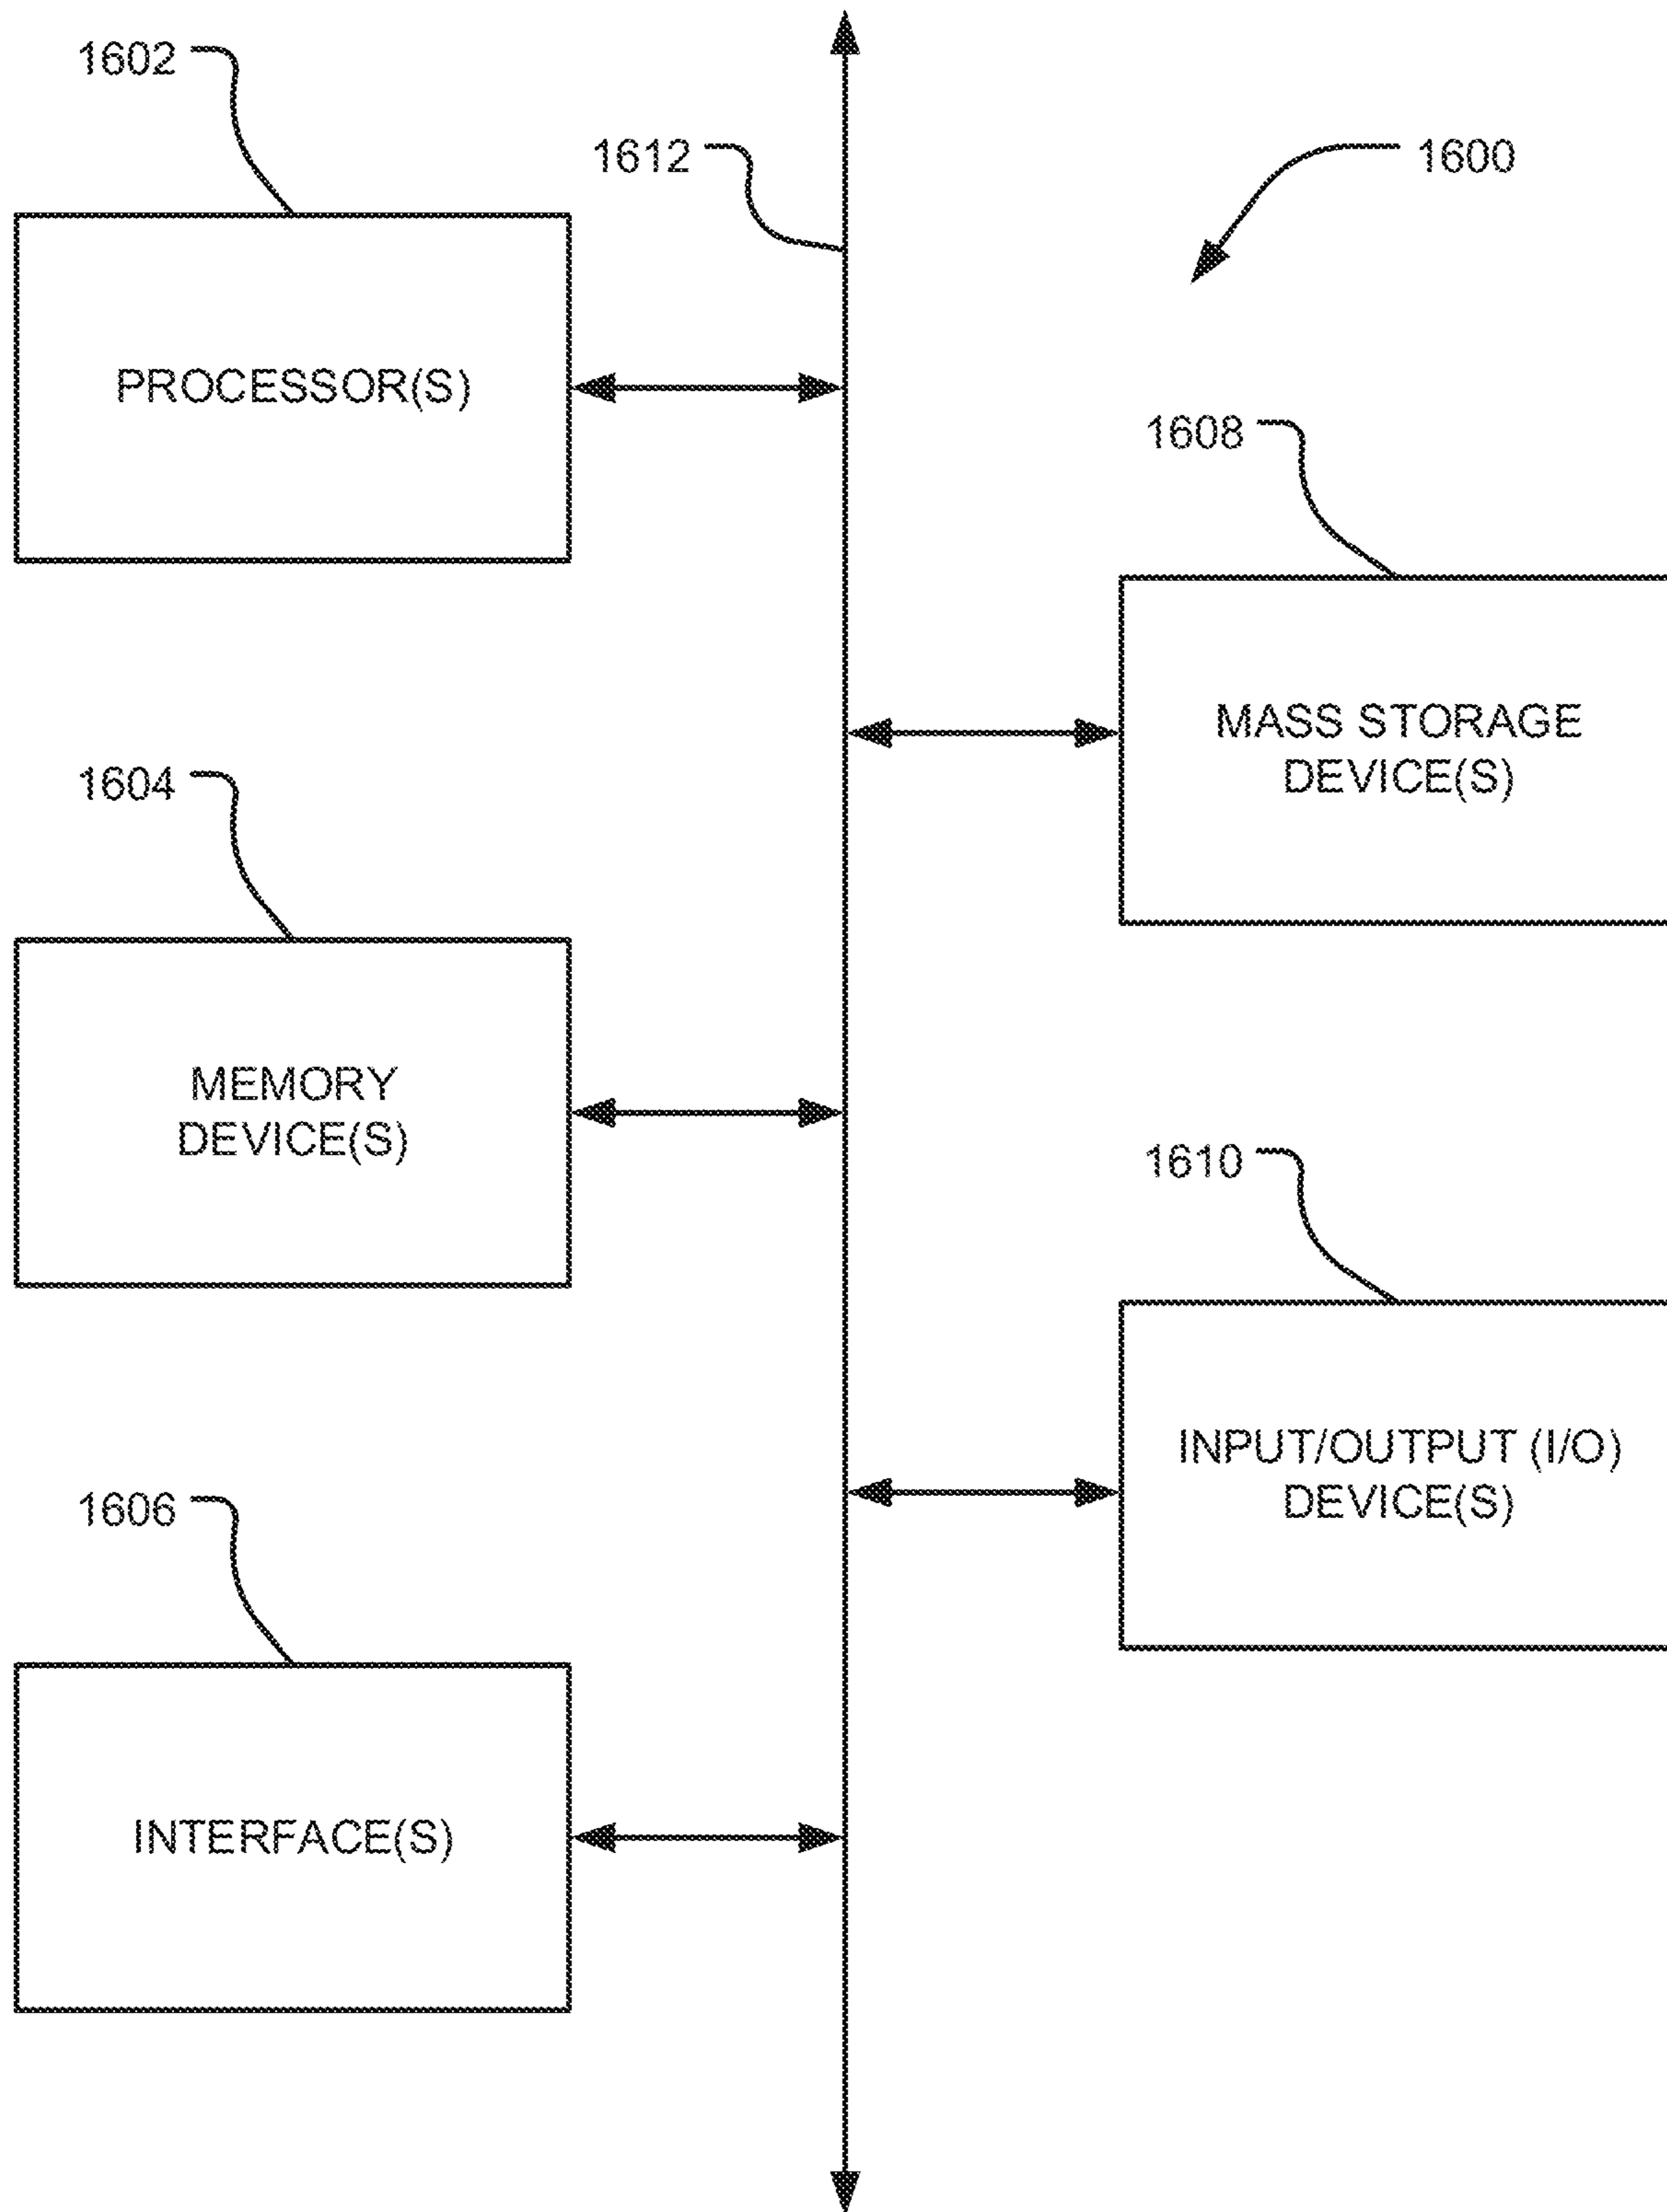 1602
1612
1600
PROCESSOR(S)
1608
MASS STORAGE
DEVICE(S)
1604
MEMORY
DEVICE(S)
1610
INPUT/OUTPUT (I/O)
DEVICE(S)
1606
INTERFACE(S)